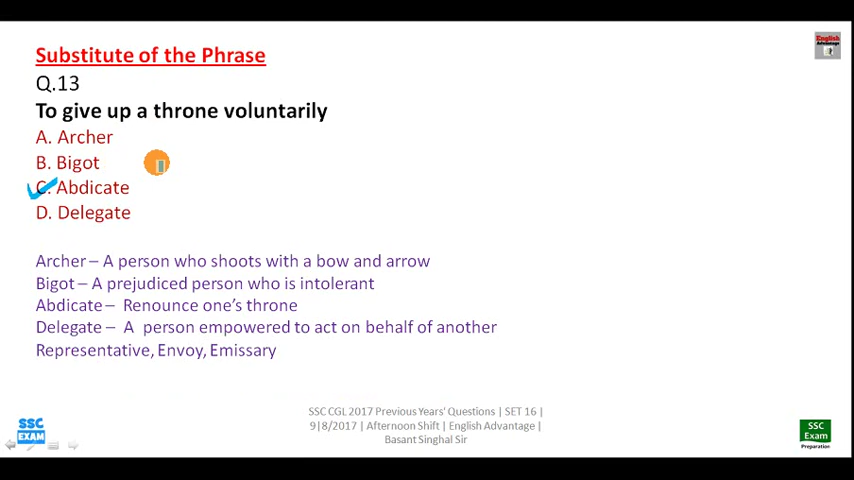 Substitute of the Phrase
English
Advantage
Q.13
To give up a throne voluntarily
A. Archer
B. Bigot
C. Abdicate
D. Delegate
Archer – A person who shoots with a bow and arrow
Bigot – A prejudiced person who is intolerant
Abdicate – Renounce one's throne
Delegate – A person empowered to act on behalf of another
Representative, Envoy, Emissary
SSC CGL 2017 Previous Years' Questions | SET 16 |
9|8/2017 | Afternoon Shift | English Advantage |
Basant Singhal Sir
SSC
EXAM
SSC
Exam
Preparation